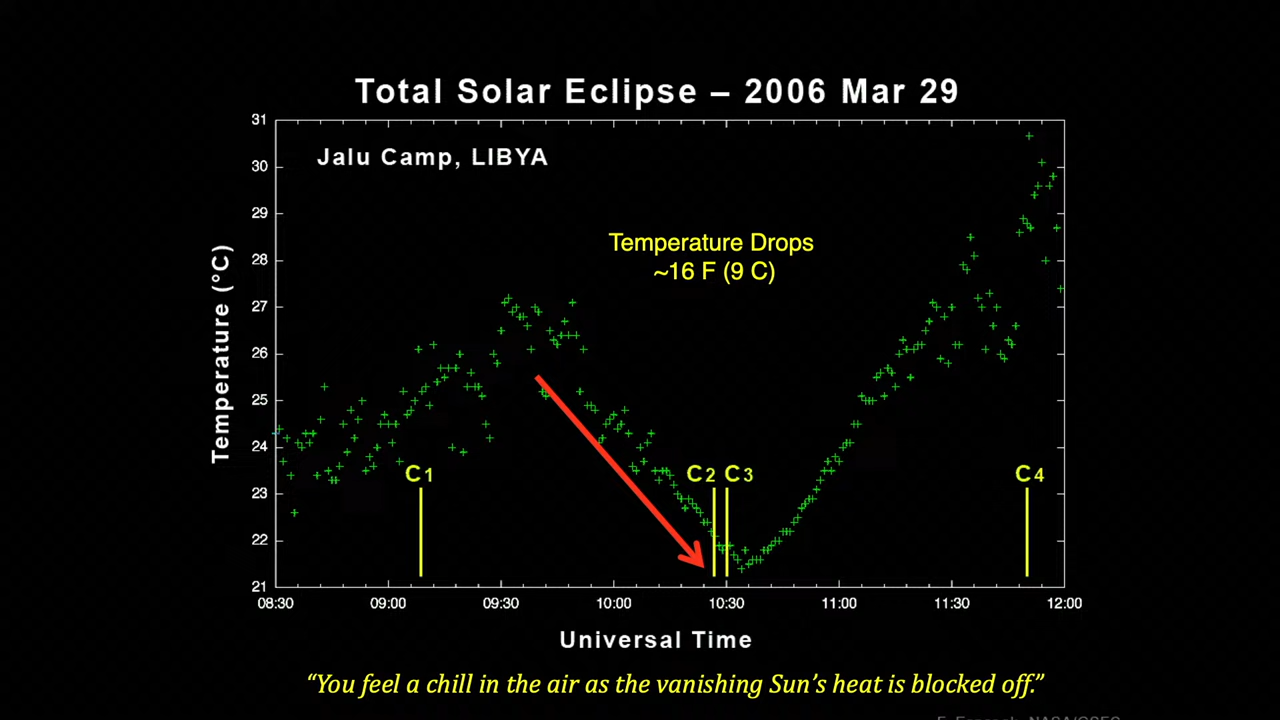 Total Solar Eclipse – 2006 Mar 29
31
Jalu Camp, LIBYA
30
29
Temperature Drops
~16 F (9 C)
28
27
26
25
24
23
22
21
Temperature (°C)
C1
C2 C3
C4
08:30 09:00 09:30 10:00 10:30 11:00 11:30 12:00
Universal Time
“You feel a chill in the air as the vanishing Sun’s heat is blocked off.”